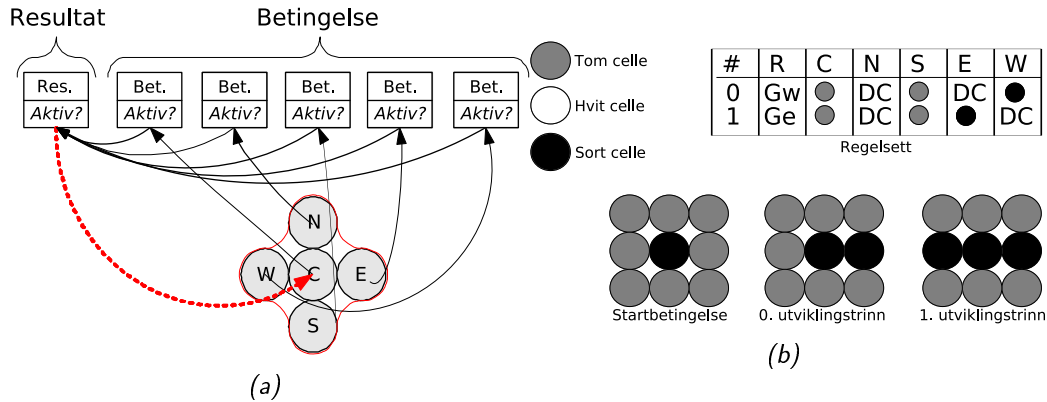 Resultat
Betingelse
Res.
Bet.
Bet.
Bet.
Bet.
Bet.
Aktiv?
Aktiv?
Aktiv?
Aktiv?
Aktiv?
Aktiv?
N
W
C
E
S
(a)
Tom celle
Hvit celle
Sort celle
# R C N S E W
0 Gw DC DC
1 Ge DC DC
Regelsett
Startbetingelse
0. utviklingstrinn
1. utviklingstrinn
(b)